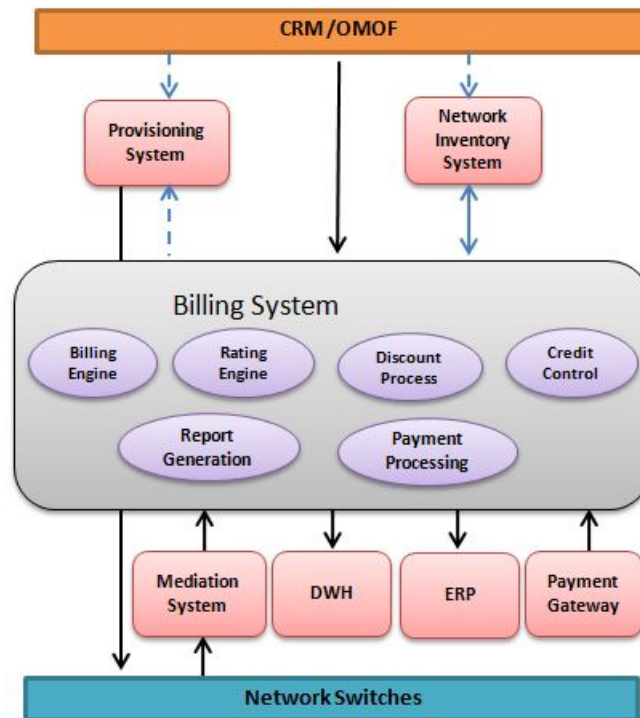 CRM/OMOF
Provisioning
System
Network
Inventory
System
Billing System
Billing
Engine
Rating
Engine
Discount
Process
Credit
Control
Report
Generation
Payment
Processing
Mediation
System
DWH
ERP
Payment
Gateway
Network Switches